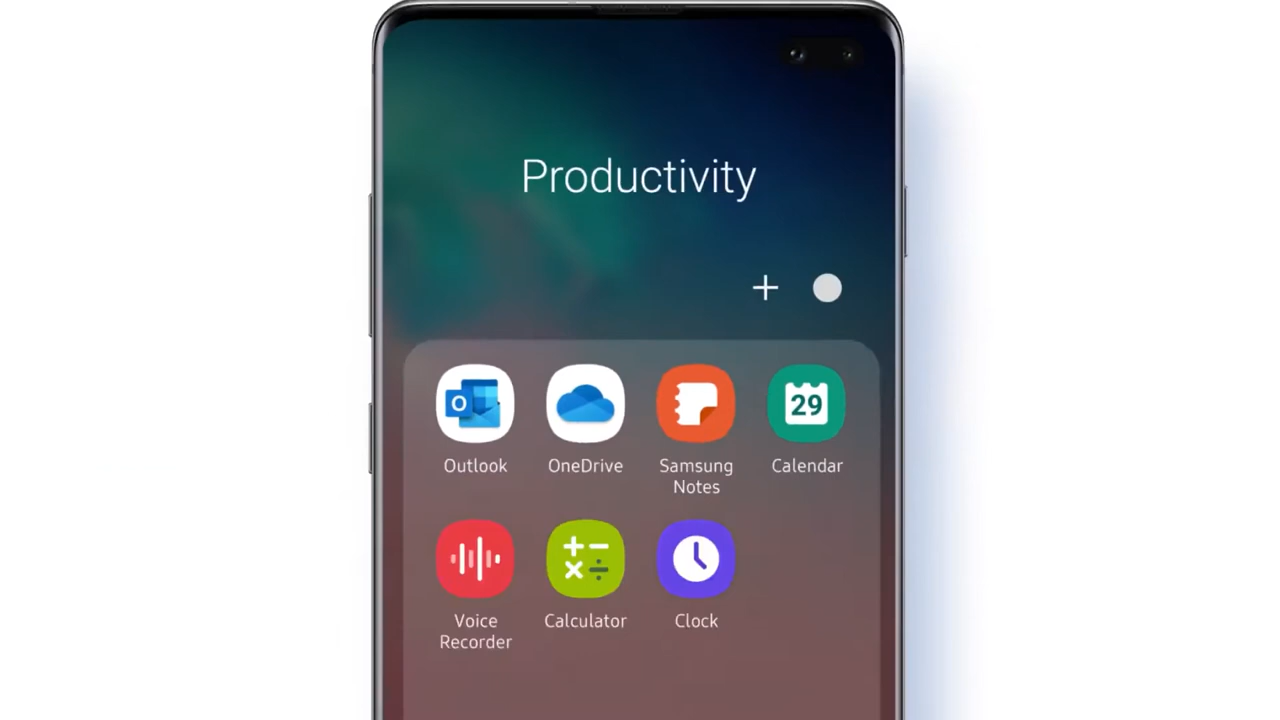 Productivity
O
29
Outlook
OneDrive
Samsung
Notes
Calendar
Voice
Recorder
Calculator
Clock